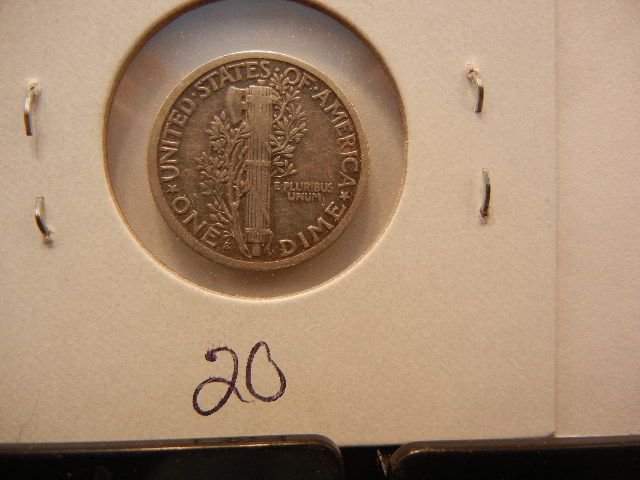 UNITED·STATES·OF·AMERICA
E·PLURIBUS
UNUM
ONE DIME
S
20